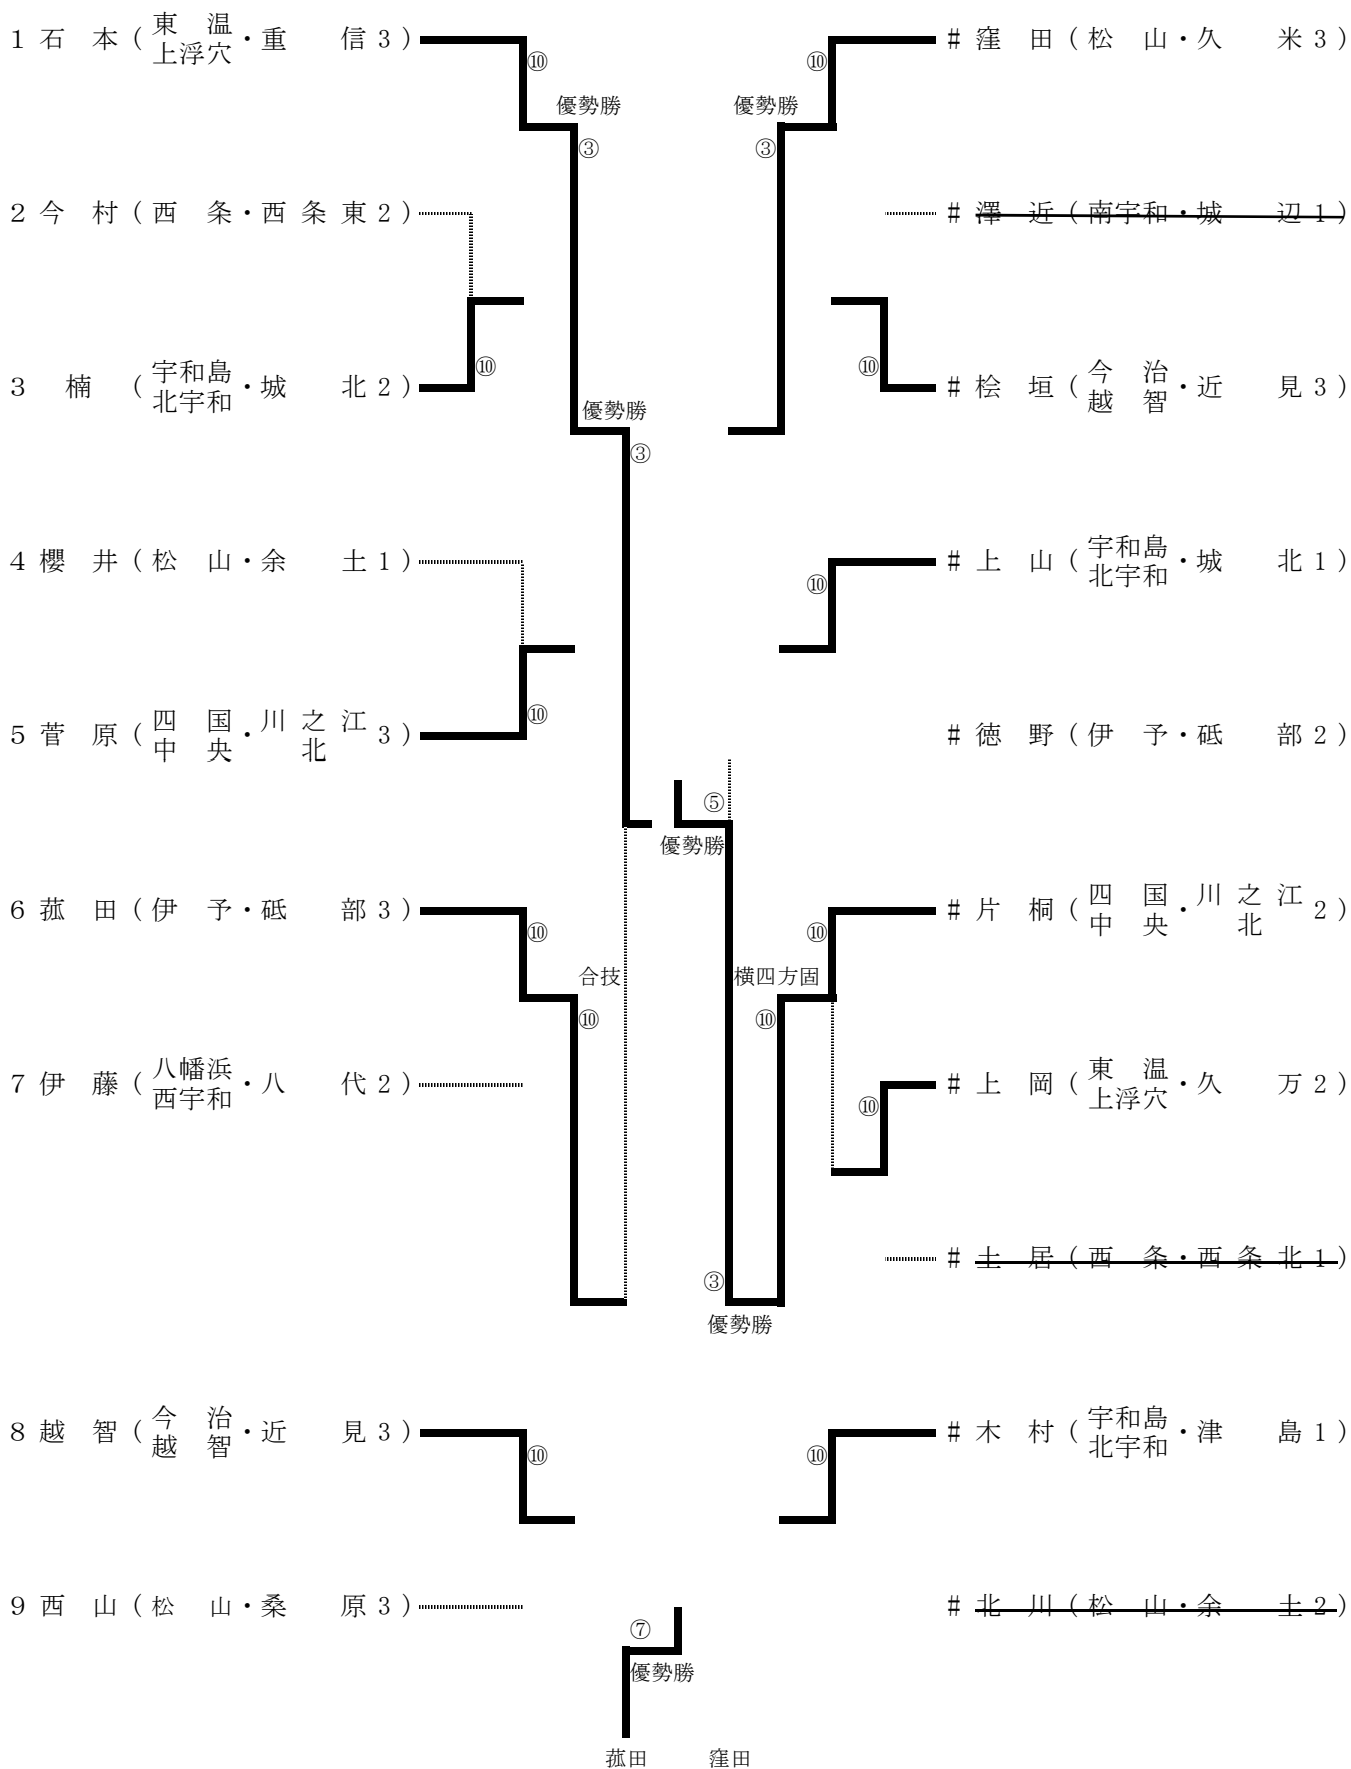 1 石 本 ( 東 温 上浮穴 ・ 重 信 3 )
⑩
優勢勝
③
2 今 村 ( 西 条 ・ 西 条 東 2 )
3 楠 ( 宇和島 北宇和 ・ 城 北 2 )
⑩
優勢勝
③
4 櫻 井 ( 松 山 ・ 余 土 1 )
5 菅 原 ( 四 国 中 央 ・ 川 之 江 北 3 )
⑩
6 菰 田 ( 伊 予 ・ 砥 部 3 )
⑩
合技
⑩
7 伊 藤 ( 八幡浜 西宇和 ・ 八 代 2 )
8 越 智 ( 今 治 越 智 ・ 近 見 3 )
⑩
9 西 山 ( 松 山 ・ 桑 原 3 )
# 窪 田 ( 松 山 ・ 久 米 3 )
⑩
優勢勝
③
# 澤 近 ( 南宇和 ・ 城 辺 1 )
# 桧 垣 ( 今 治 越 智 ・ 近 見 3 )
⑩
# 上 山 ( 宇和島 北宇和 ・ 城 北 1 )
⑩
# 徳 野 ( 伊 予 ・ 砥 部 2 )
⑤
優勢勝
# 片 桐 ( 四 国 中 央 ・ 川 之 江 北 2 )
⑩
横四方固
⑩
# 上 岡 ( 東 温 上浮穴 ・ 久 万 2 )
⑩
# 土 居 ( 西 条 ・ 西 条 北 1 )
③
優勢勝
# 木 村 ( 宇和島 北宇和 ・ 津 島 1 )
⑩
# 北 川 ( 松 山 ・ 余 土 2 )
⑦
優勢勝
菰田 窪田